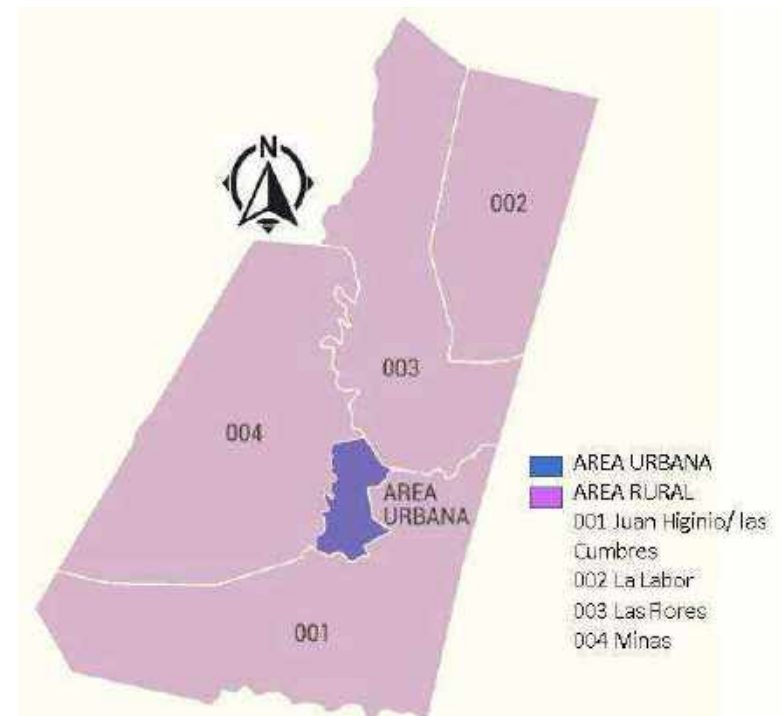 N
002
003
004
AREA
URBANA
001
AREA URBANA
AREA RURAL
001 Juan Higinio/ las
Cumbres
002 La Labor
003 Las Flores
004 Minas